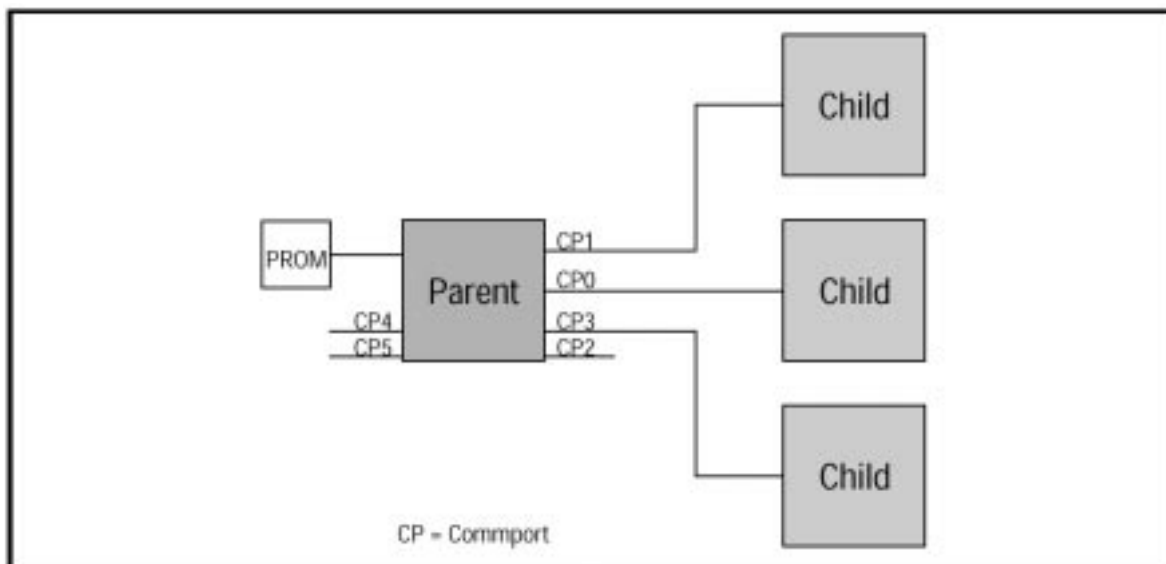 Child
CP1
PROM
CP0
Parent
Child
CP4
CP3
CP5
CP2
Child
CP = Commport